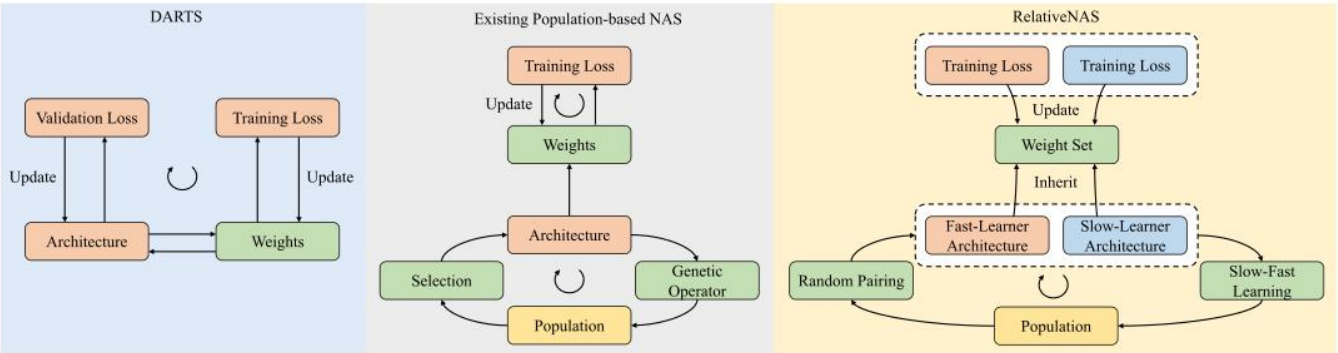 DARTS
Validation Loss
Training Loss
Update
Update
Architecture
Weights
Existing Population-based NAS
Training Loss
Update
Weights
Architecture
Selection
Genetic
Operator
Population
RelativeNAS
Training Loss
Training Loss
Update
Weight Set
Inherit
Fast-Learner
Architecture
Slow-Learner
Architecture
Random Pairing
Slow-Fast
Learning
Population